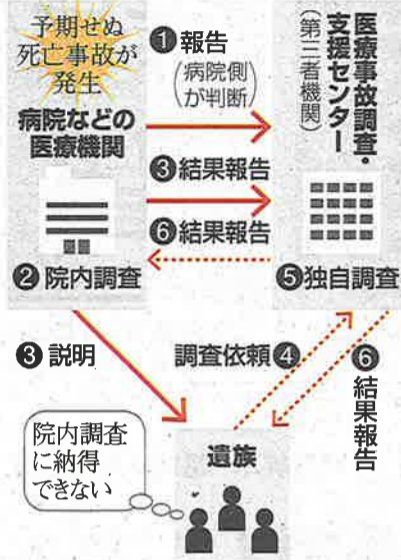 予期せぬ
死亡事故が
発生
病院などの
医療機関
❶報告
(病院側
が判断)
医療事故調査・
支援センター
(第三者機関)
❸結果報告
❻結果報告
❷院内調査
❺独自調査
❸説明
調査依頼❹
❻結果報告
院内調査
に納得
できない
遺族